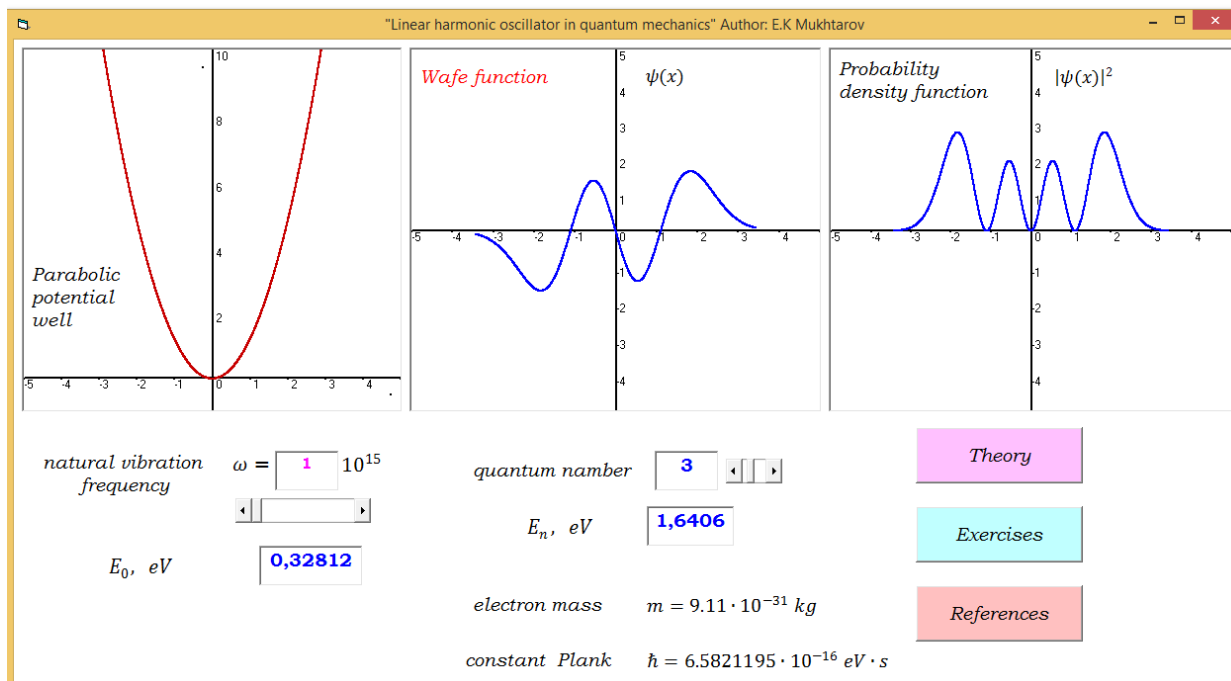 "Linear harmonic oscillator in quantum mechanics" Author: E.K Mukhtarov
10
8
6
4
2
-5 -4 -3 -2 -1 0 1 2 3 4
Parabolic
potential
well
Wafe function
ψ(x)
5
4
3
2
1
-5 -4 -3 -2 -1 0 1 2 3 4
-1
-2
-3
-4
Probability
density function
|ψ(x)|²
5
4
3
2
1
-5 -4 -3 -2 -1 0 1 2 3 4
-1
-2
-3
-4
natural vibration
frequency
ω = 1 10¹⁵
E₀, eV 0,32812
quantum namber 3
Eₙ, eV 1,6406
electron mass m = 9.11 · 10⁻³¹ kg
constant Plank ħ = 6.5821195 · 10⁻¹⁶ eV · s
Theory
Exercises
References